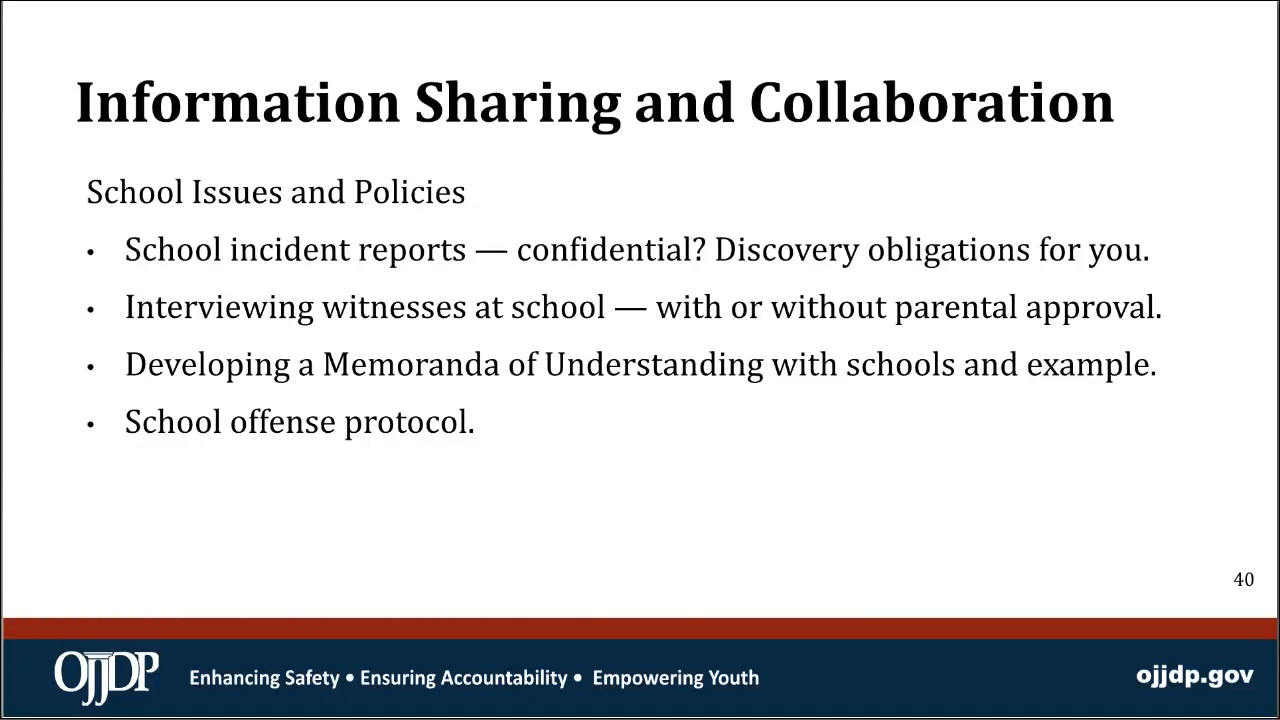 Information Sharing and Collaboration
School Issues and Policies
• School incident reports — confidential? Discovery obligations for you.
• Interviewing witnesses at school — with or without parental approval.
• Developing a Memoranda of Understanding with schools and example.
• School offense protocol.
40
OJJDP Enhancing Safety • Ensuring Accountability • Empowering Youth ojjdp.gov